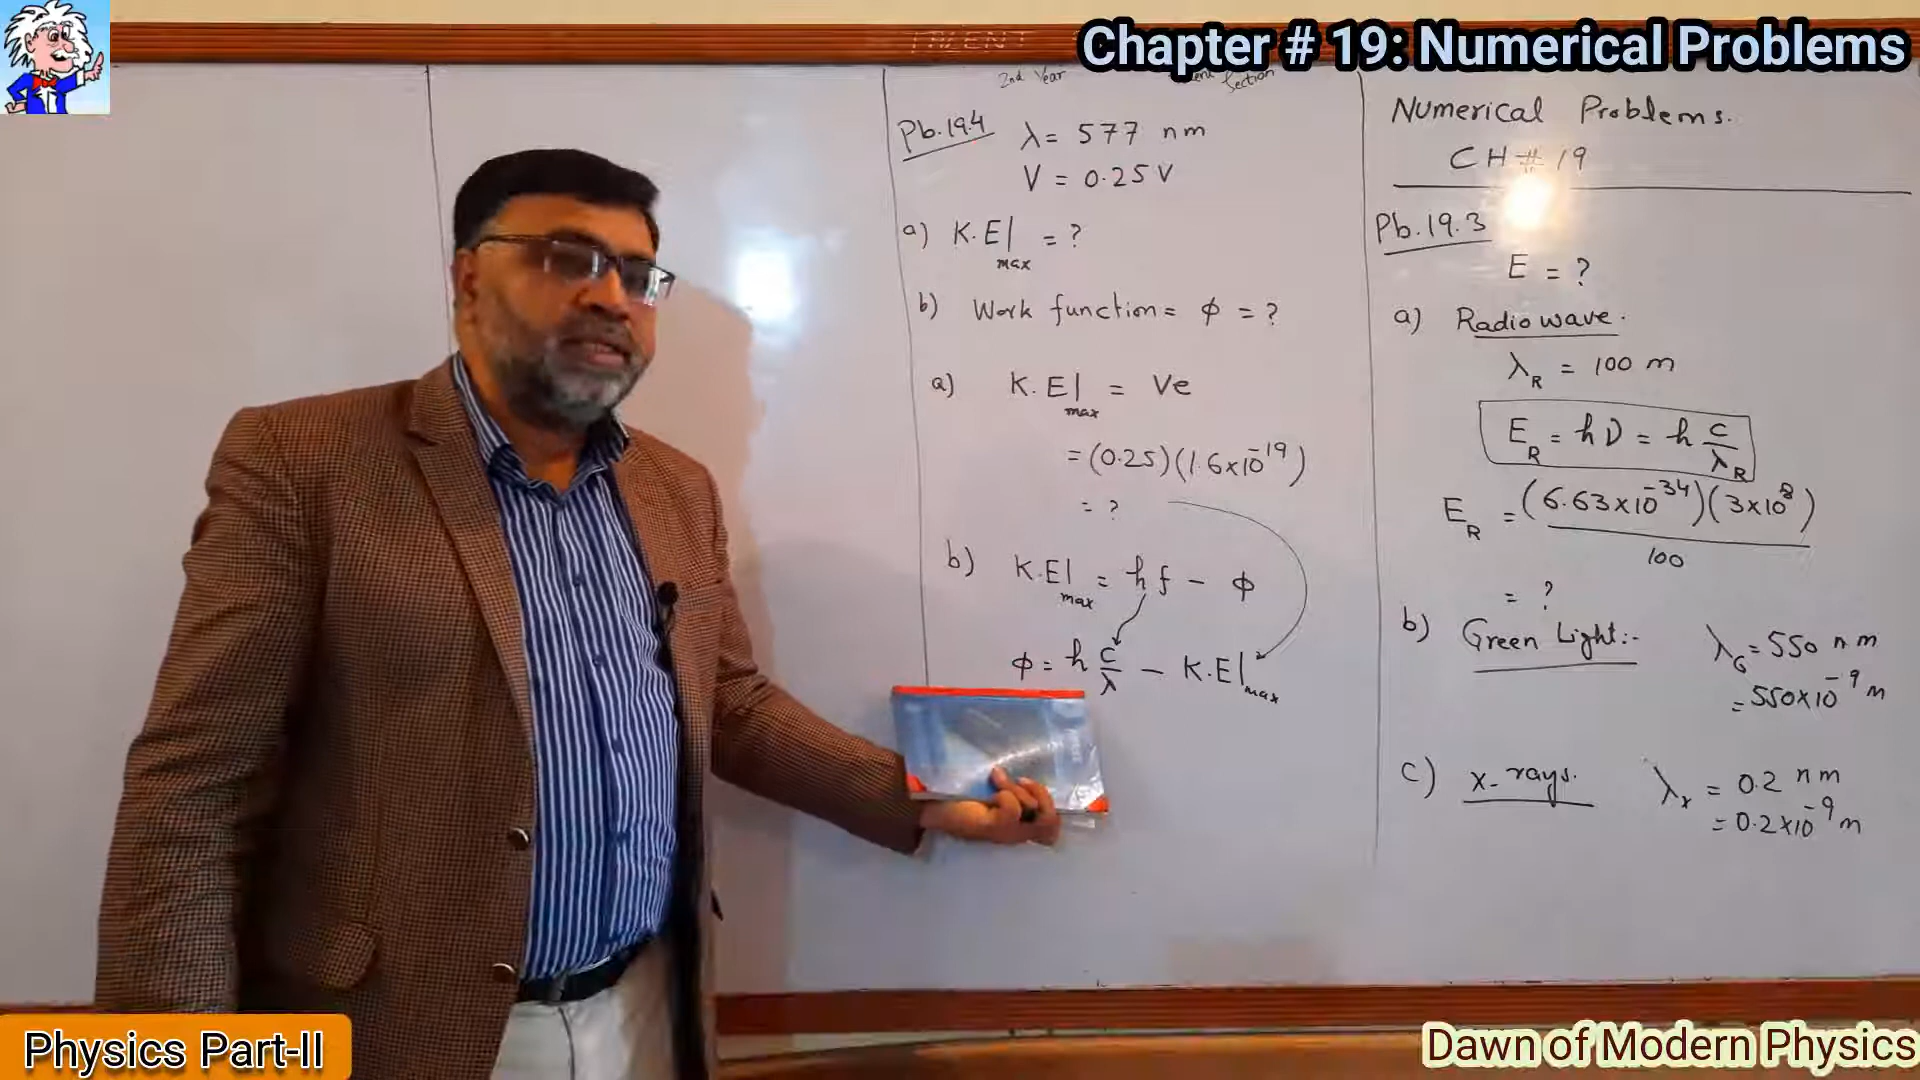 Chapter # 19: Numerical Problems
TALENT
2nd Year
Section
Pb.19.4
λ = 577 nm
V = 0.25 V
a) K.E|max = ?
b) Work function = ϕ = ?
a) K.E|max = Ve
= (0.25)(1.6×10⁻¹⁹)
= ?
b) K.E|max = hf - ϕ
ϕ = h c/λ - K.E|max
Numerical Problems.
CH # 19
Pb.19.3
E = ?
a) Radio wave.
λR = 100 m
ER = hν = h c/λR
ER = (6.63×10⁻³⁴)(3×10⁸)
100
= ?
b) Green Light:-
λG = 550 nm
= 550×10⁻⁹ m
c) x-rays.
λx = 0.2 nm
= 0.2×10⁻⁹ m
Physics Part-II
Dawn of Modern Physics